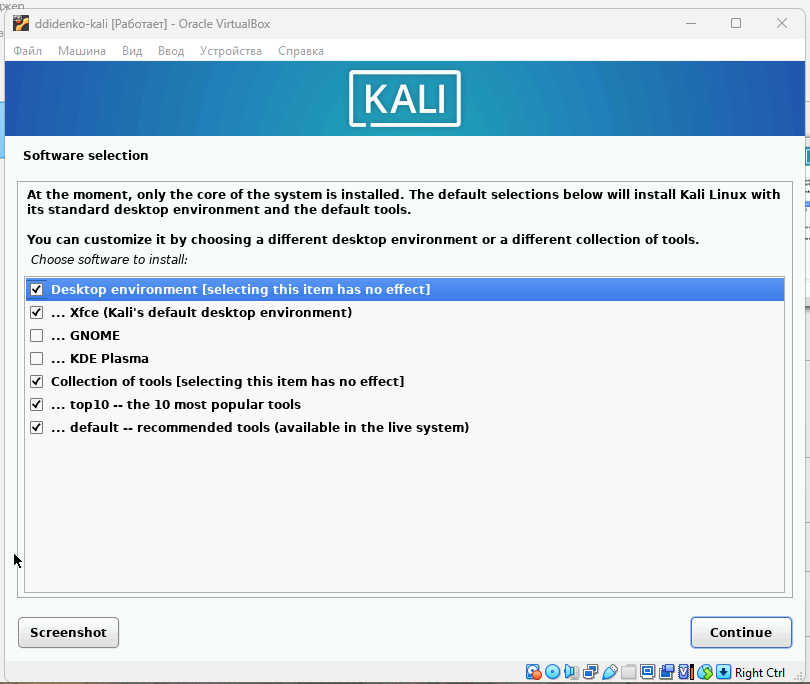 джер
ddidenko-kali [Работает] - Oracle VirtualBox
Файл Машина Вид Ввод Устройства Справка
KALI
Software selection
At the moment, only the core of the system is installed. The default selections below will install Kali Linux with
its standard desktop environment and the default tools.
You can customize it by choosing a different desktop environment or a different collection of tools.
Choose software to install:
Desktop environment [selecting this item has no effect]
... Xfce (Kali's default desktop environment)
... GNOME
... KDE Plasma
Collection of tools [selecting this item has no effect]
... top10 -- the 10 most popular tools
... default -- recommended tools (available in the live system)
Screenshot
Continue
Right Ctrl